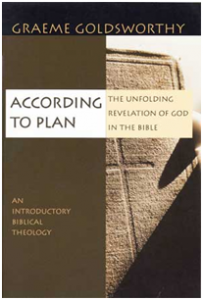 GRAEME GOLDSWORTHY
ACCORDING
TO PLAN
THE UNFOLDING
REVELATION OF GOD
IN THE BIBLE
AN
INTRODUCTORY
BIBLICAL
THEOLOGY